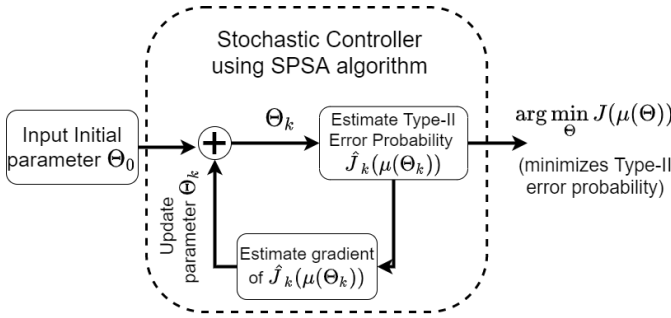 Stochastic Controller
using SPSA algorithm
Input Initial
parameter Θ₀
+
Θₖ
Estimate Type-II
Error Probability
Ĵₖ(μ(Θₖ))
arg min J(μ(Θ))
Θ
(minimizes Type-II
error probability)
Update
parameter Θₖ
Estimate gradient
of Ĵₖ(μ(Θₖ))